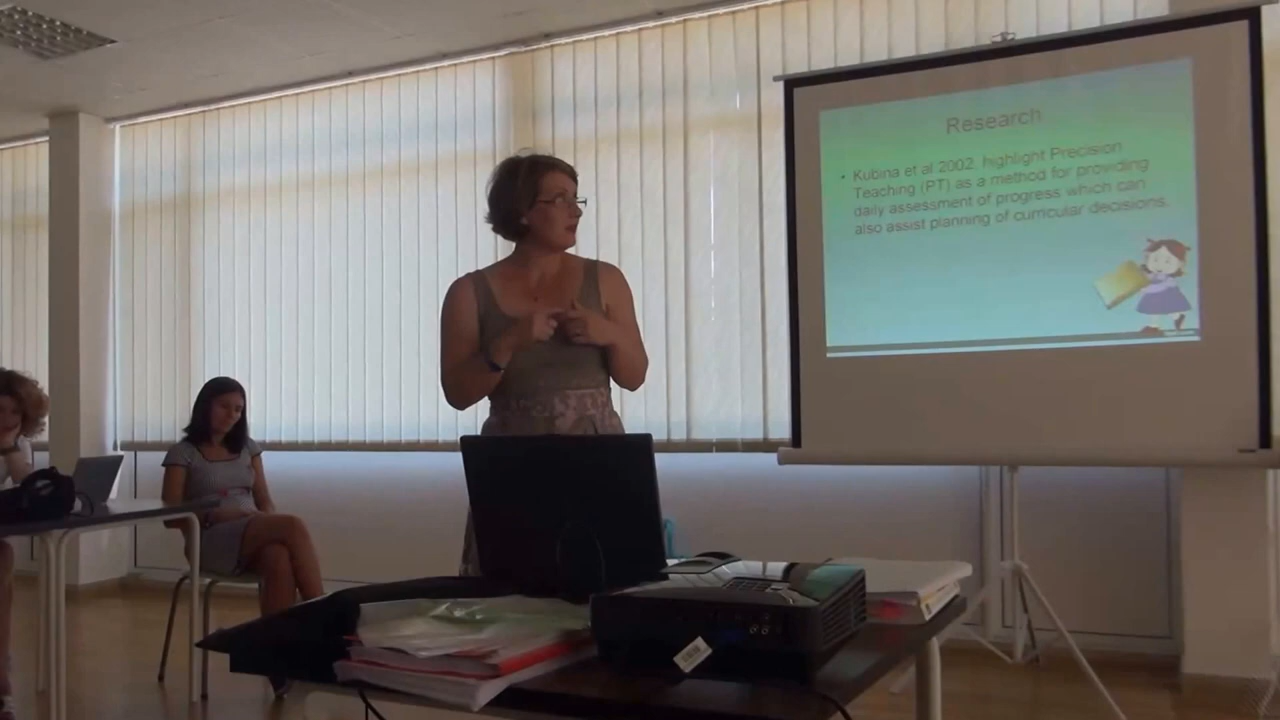 Research
• Kubina et al 2002 highlight Precision
Teaching (PT) as a method for providing
daily assessment of progress which can
also assist planning of curricular decisions.